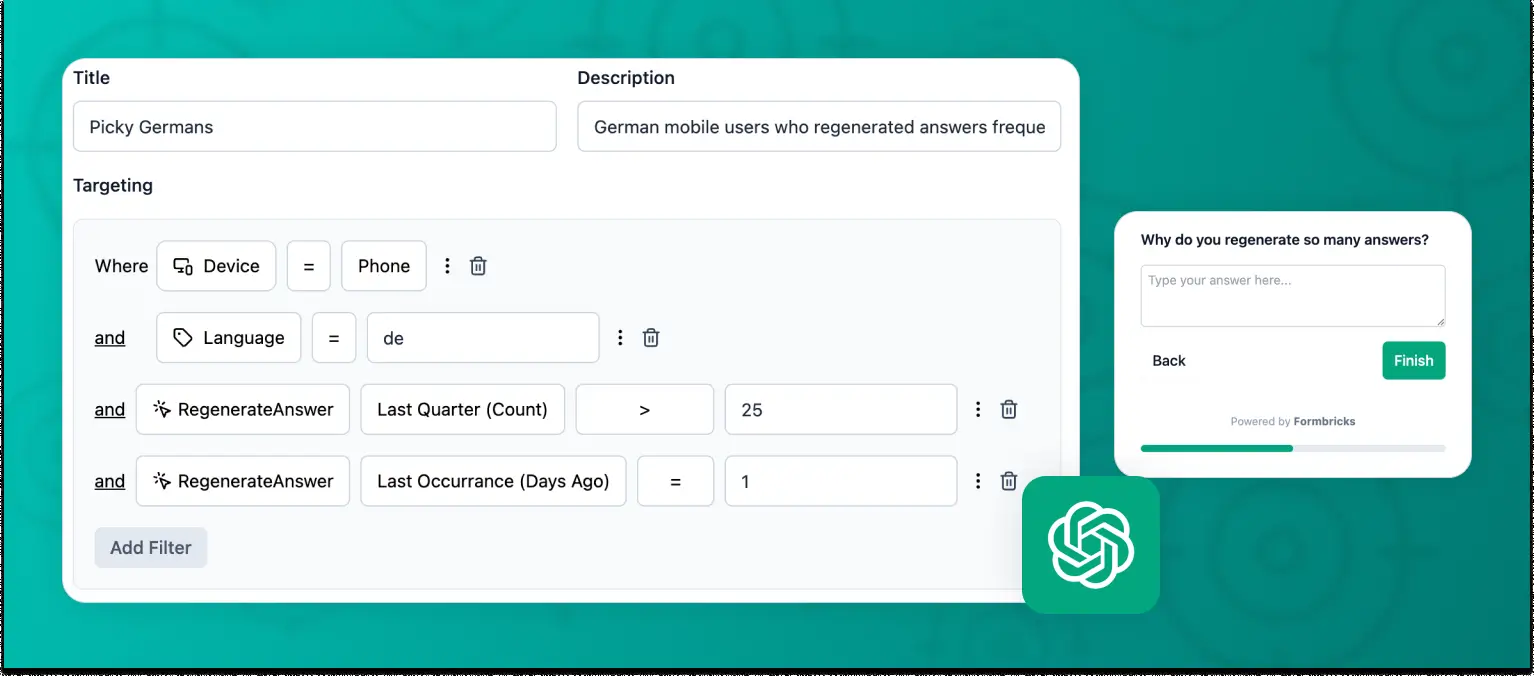 Title
Description
Picky Germans
German mobile users who regenerated answers freque
Targeting
Where Device = Phone
and Language = de
and RegenerateAnswer Last Quarter (Count) > 25
and RegenerateAnswer Last Occurrance (Days Ago) = 1
Add Filter
Why do you regenerate so many answers?
Type your answer here...
Back
Finish
Powered by Formbricks